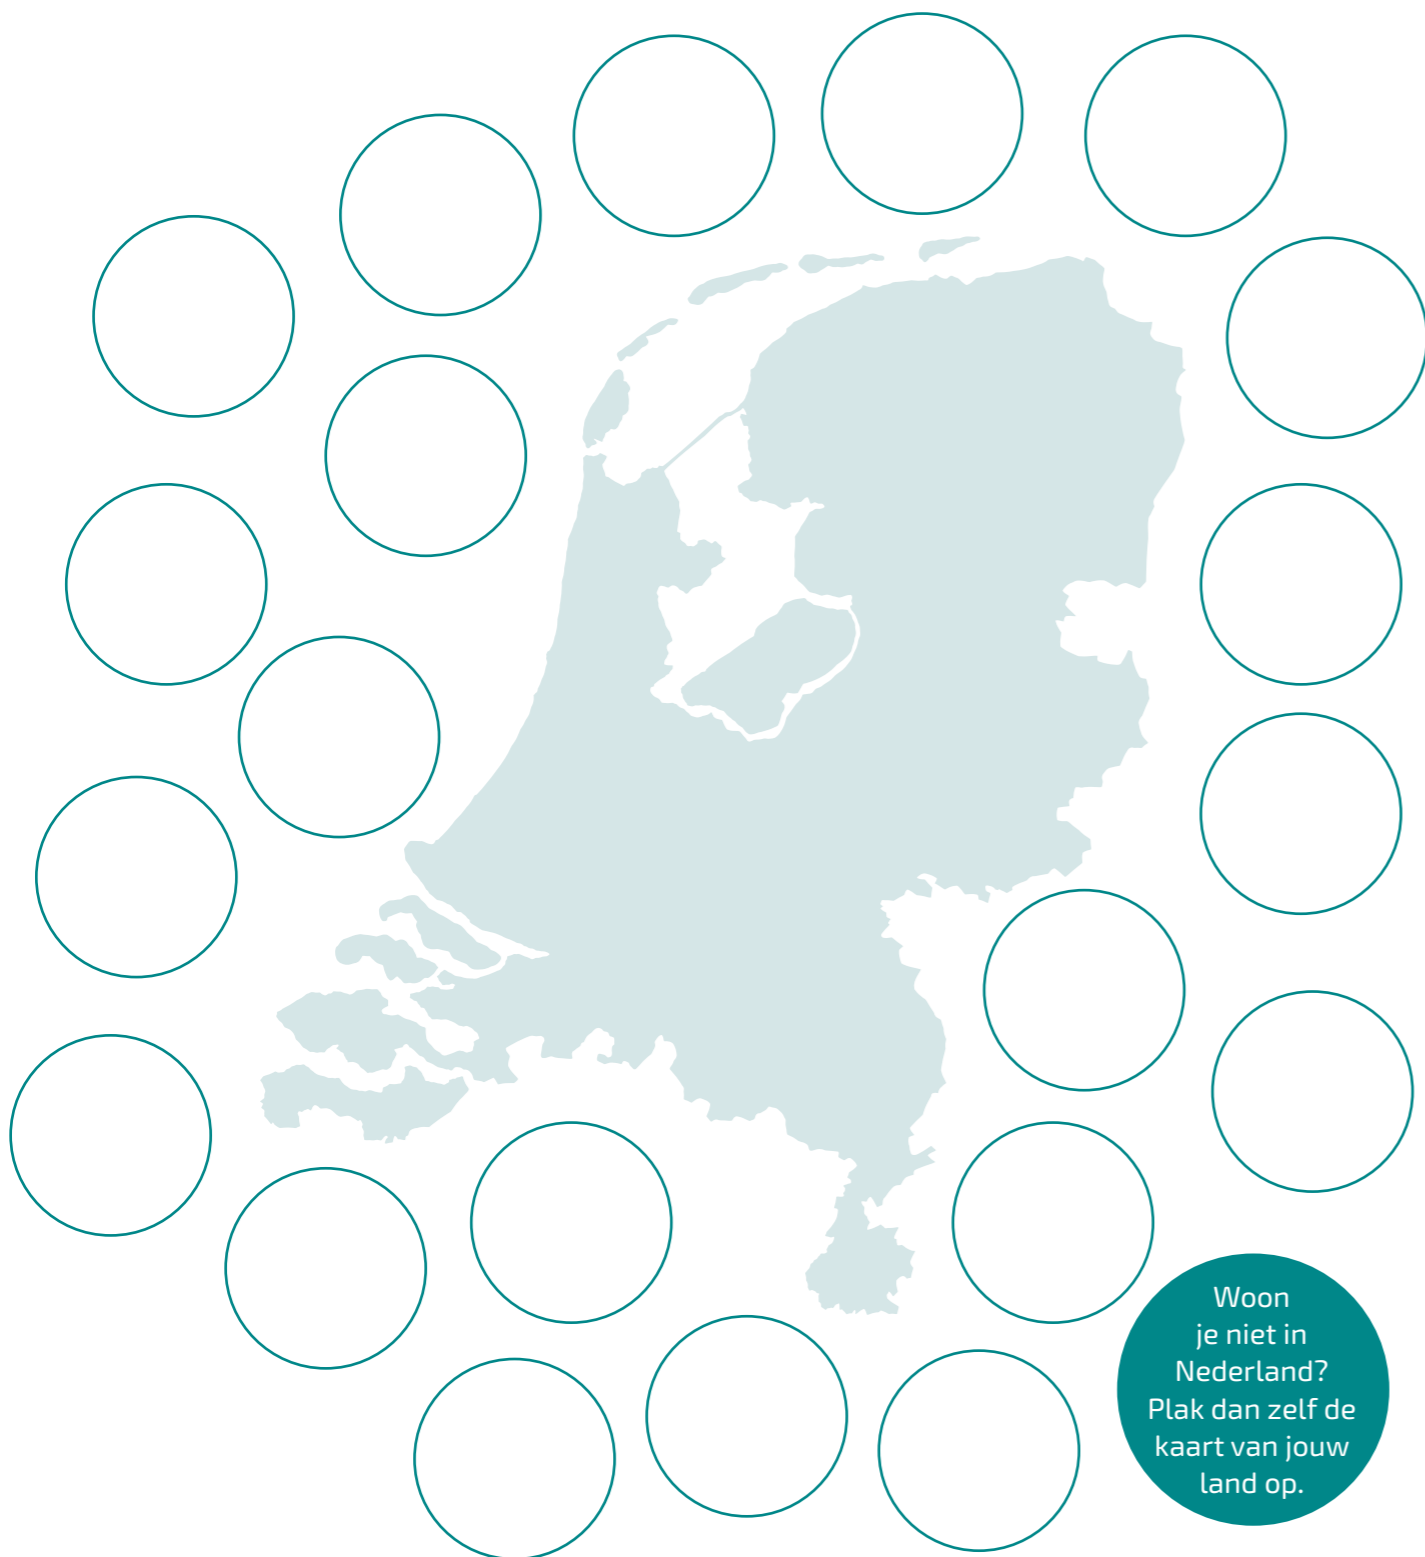 Woon
je niet in
Nederland?
Plak dan zelf de
kaart van jouw
land op.